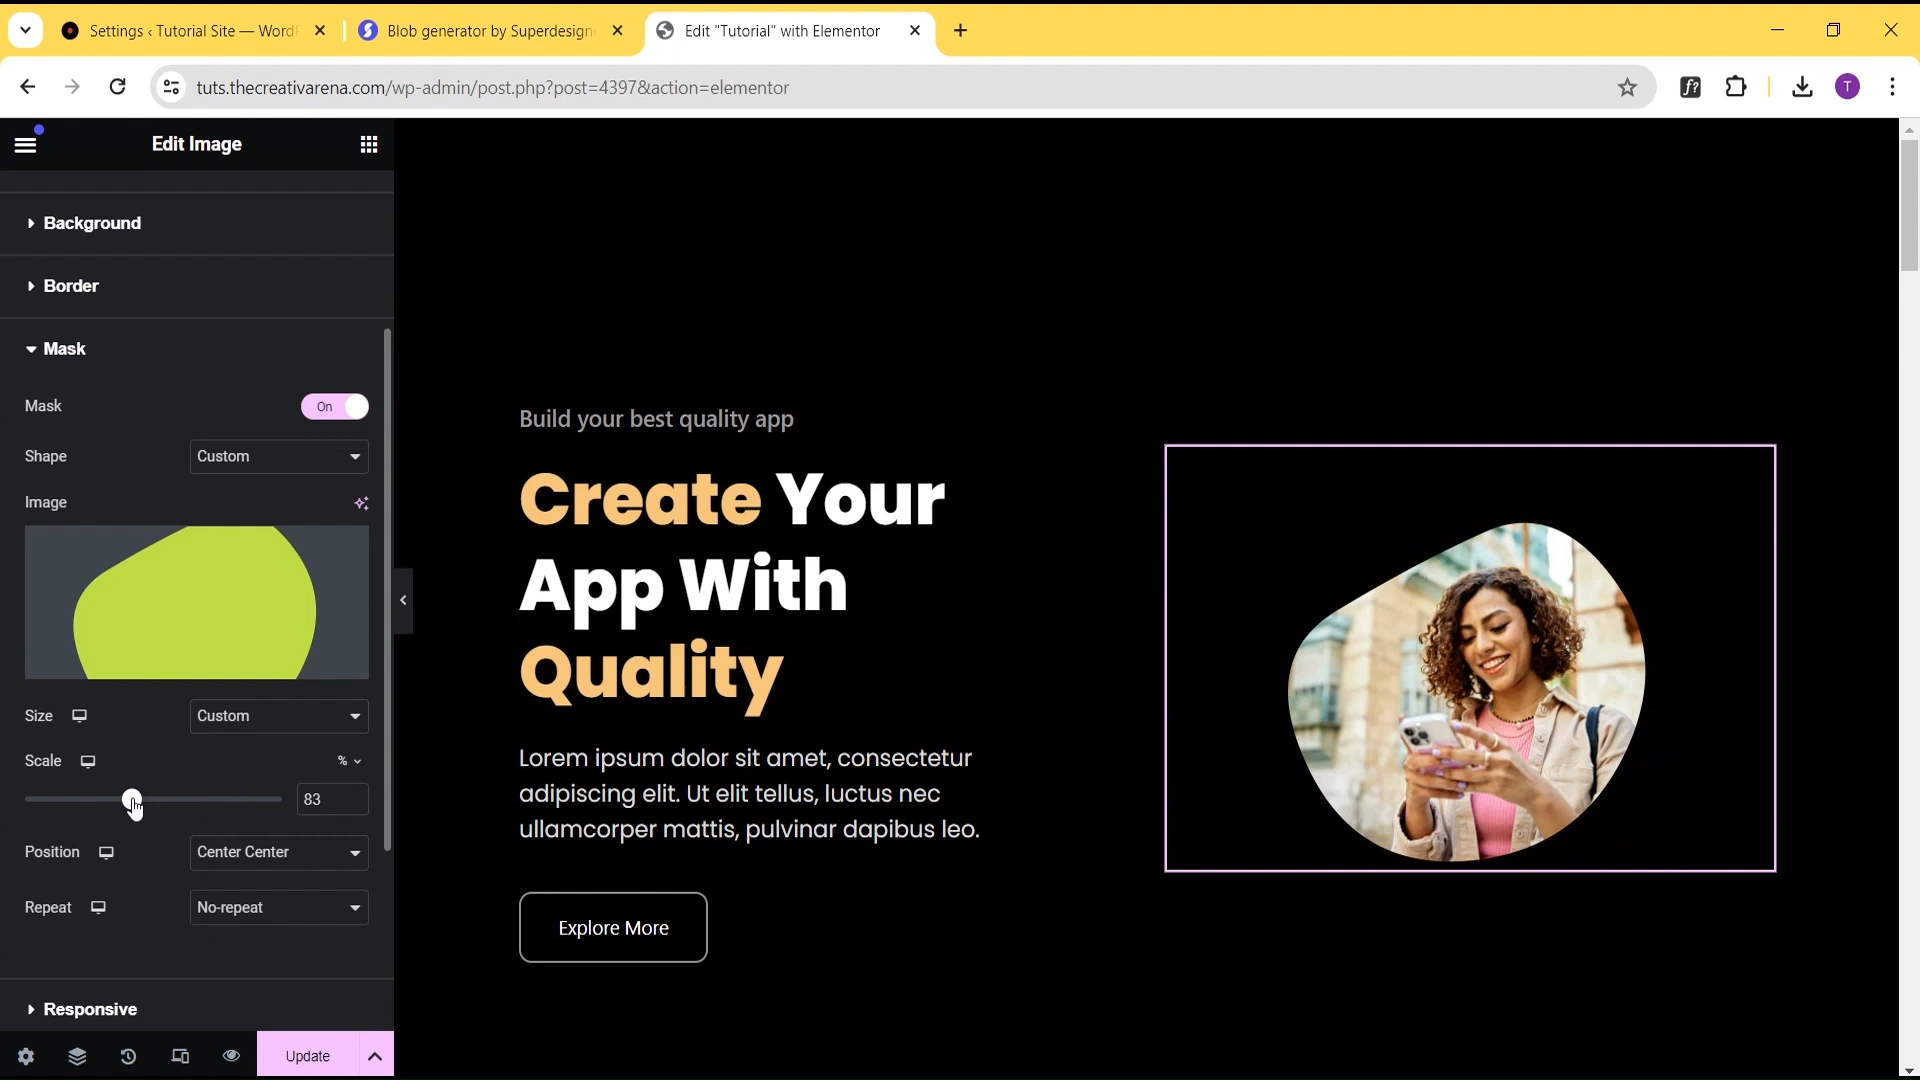 Settings ‹ Tutorial Site — Word
Blob generator by Superdesign
Edit "Tutorial" with Elementor
tuts.thecreativarena.com/wp-admin/post.php?post=4397&action=elementor
f?
T
Edit Image
Background
Border
Mask
Mask
On
Shape
Custom
Image
Size
Custom
Scale
%
83
Position
Center Center
Repeat
No-repeat
Responsive
Update
Build your best quality app
Create Your
App With
Quality
Lorem ipsum dolor sit amet, consectetur
adipiscing elit. Ut elit tellus, luctus nec
ullamcorper mattis, pulvinar dapibus leo.
Explore More